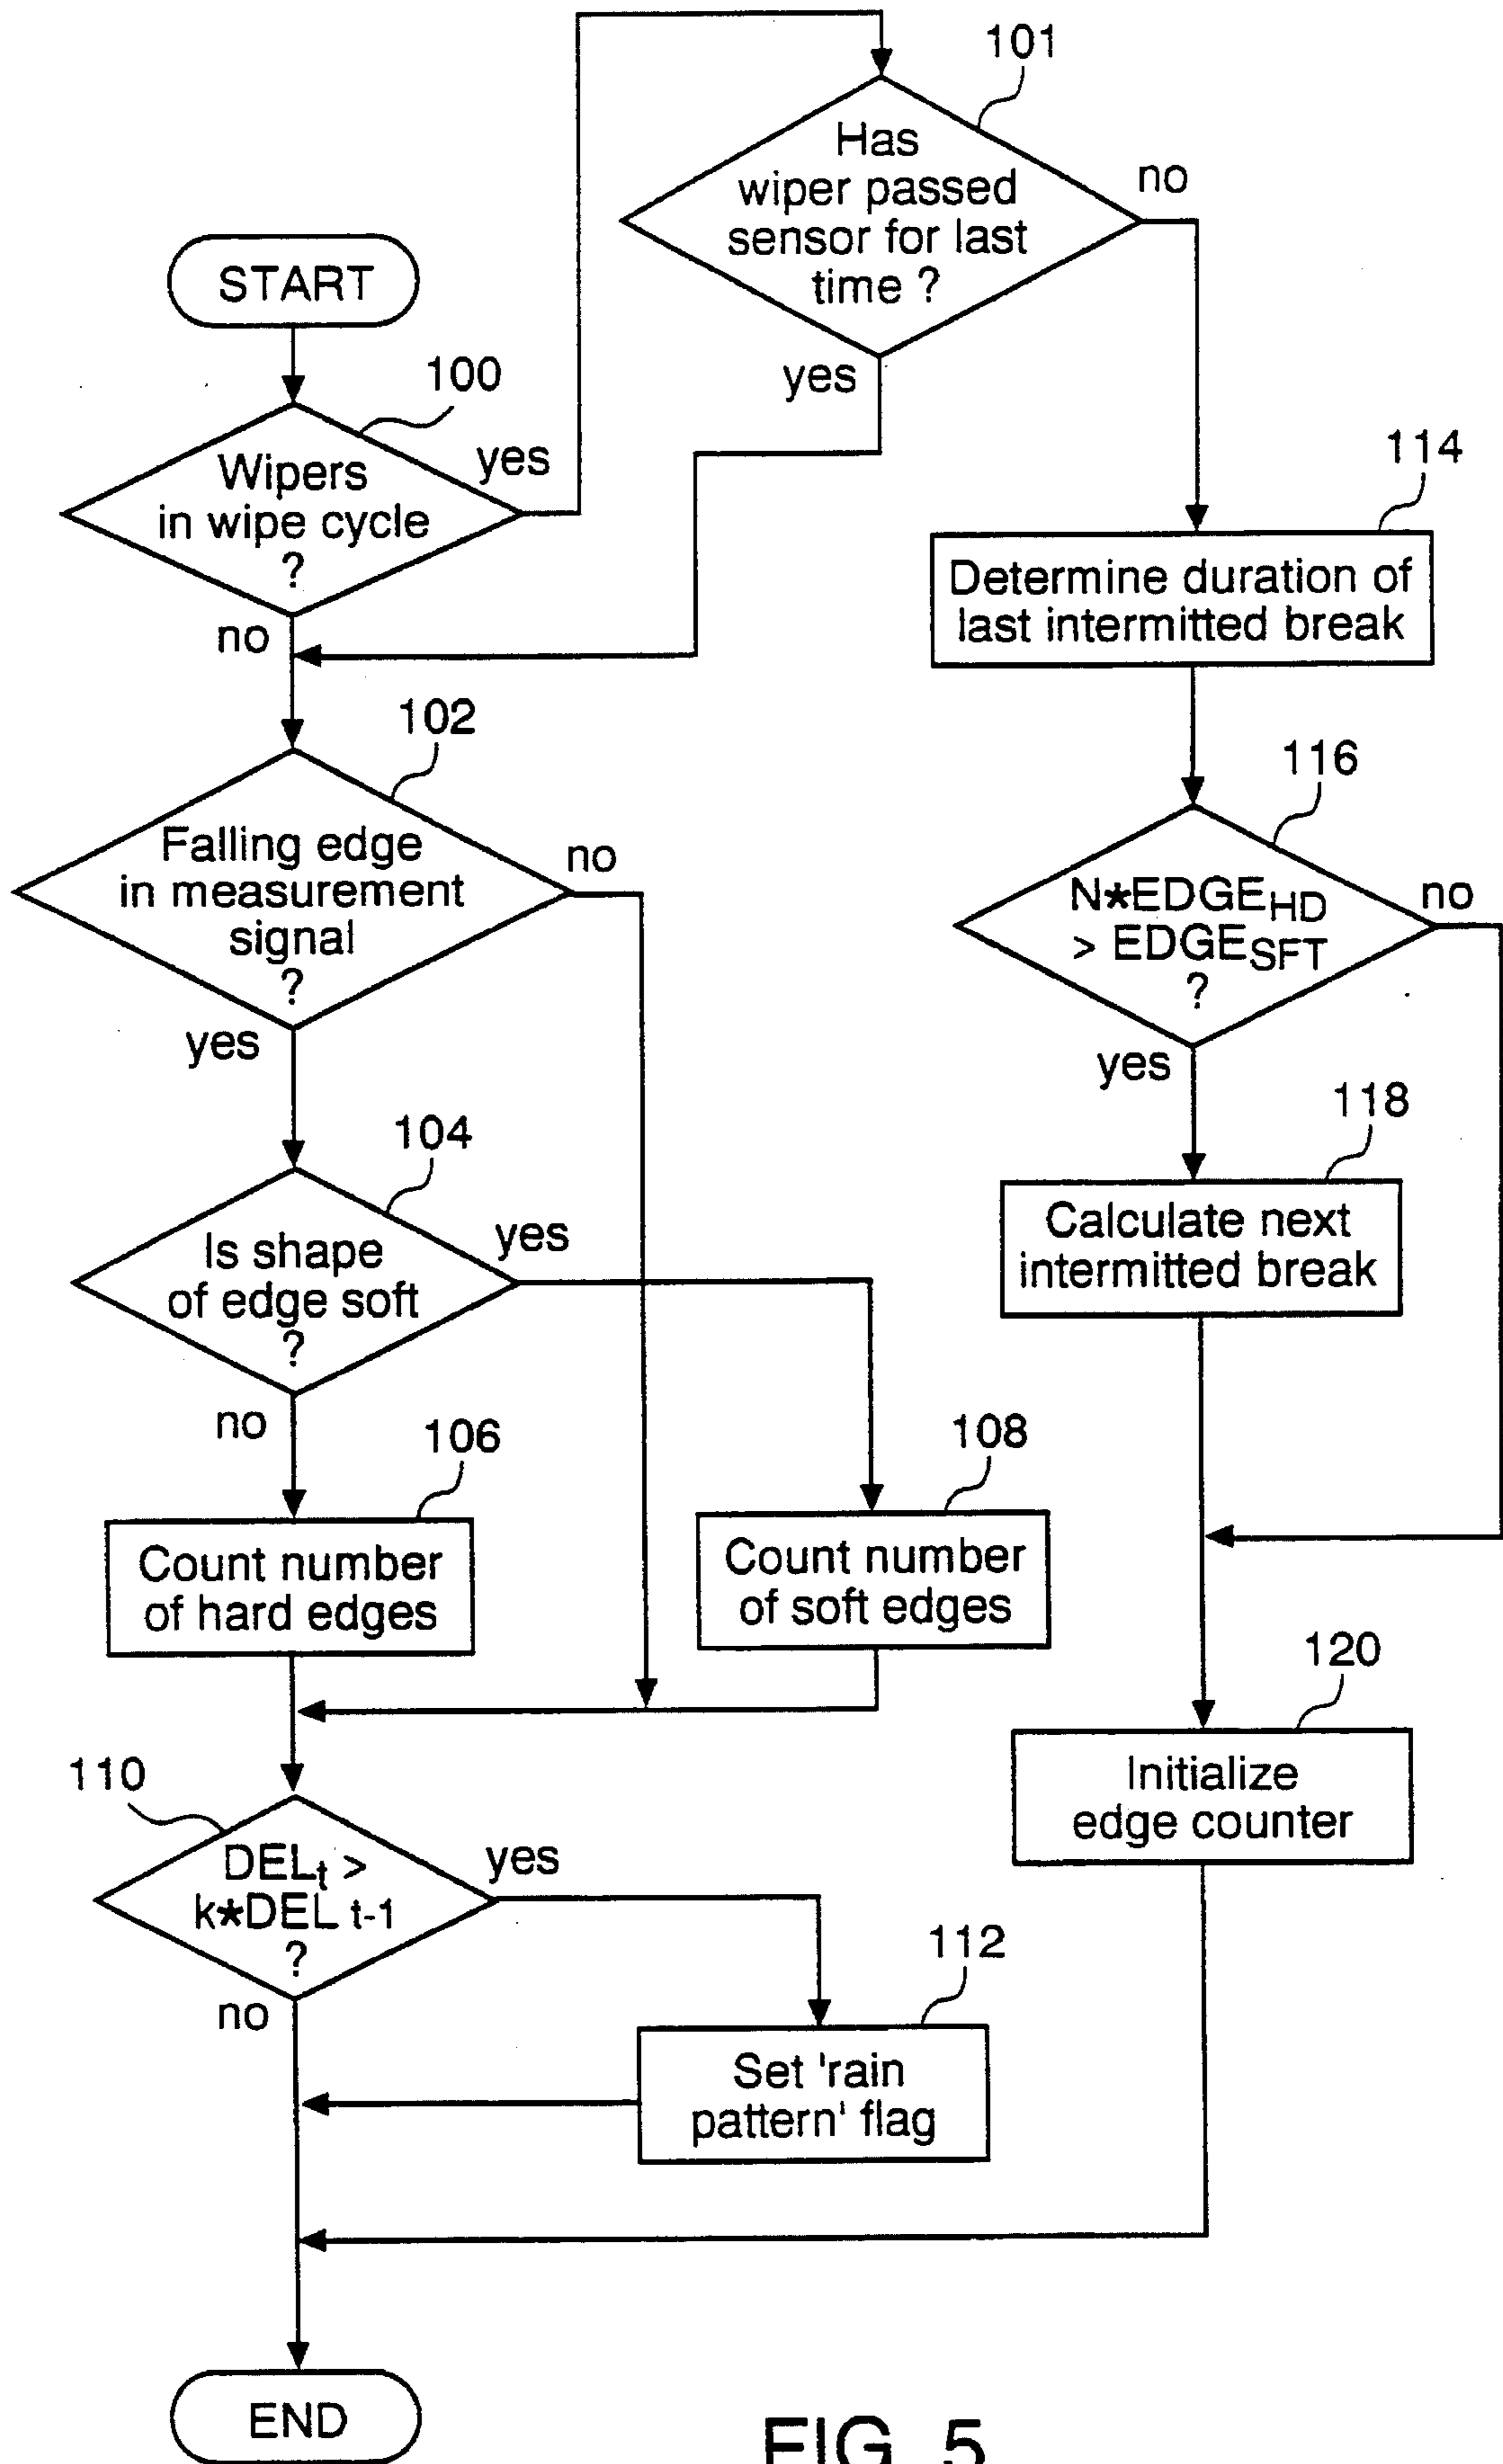 101
Has
wiper passed
sensor for last
time ?
no
yes
START
100
Wipers
in wipe cycle
?
yes
no
114
Determine duration of
last intermitted break
102
Falling edge
in measurement
signal
?
no
yes
116
N*EDGE_HD
> EDGE_SFT
?
no
yes
104
Is shape
of edge soft
?
yes
no
118
Calculate next
intermitted break
106
Count number
of hard edges
108
Count number
of soft edges
120
Initialize
edge counter
110
DEL_t >
k*DEL t-1
?
yes
no
112
Set 'rain
pattern' flag
END
FIG. 5